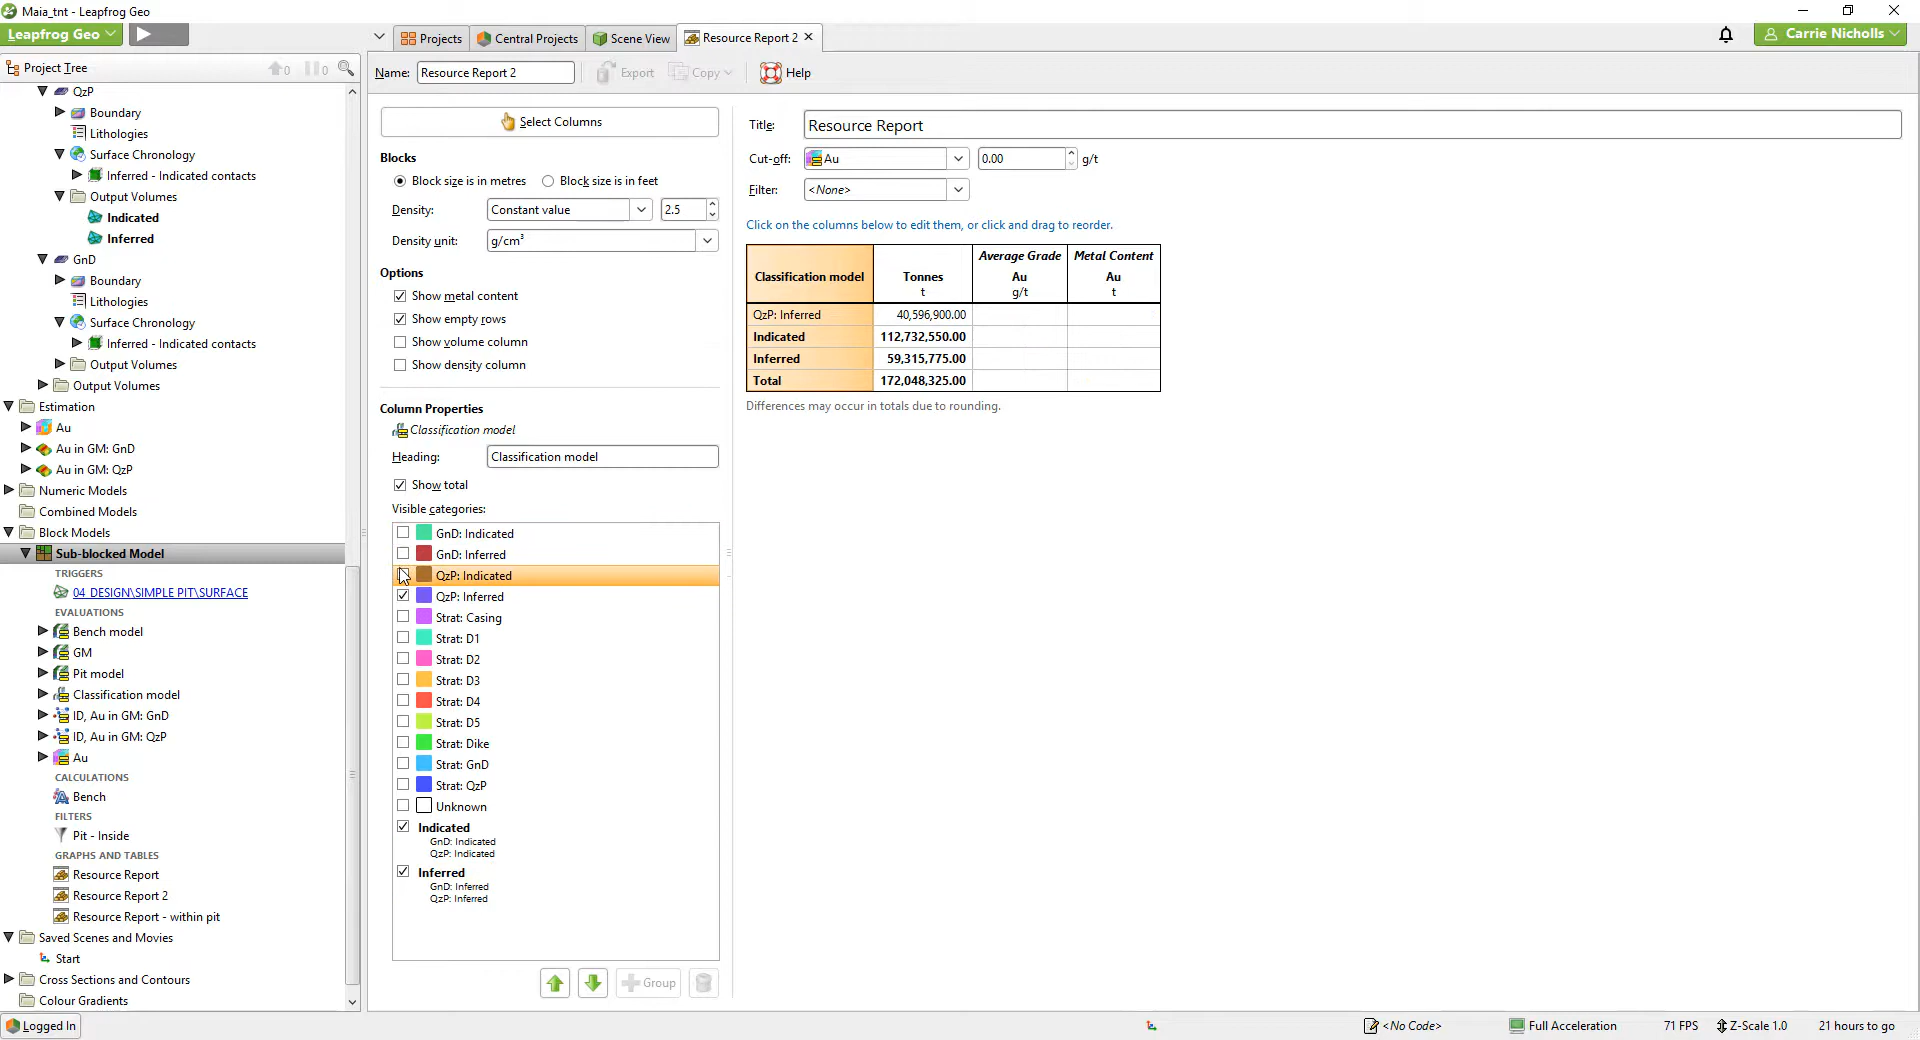 Maia_tnt - Leapfrog Geo
Leapfrog Geo
Projects
Central Projects
Scene View
Resource Report 2
Carrie Nicholls
Project Tree
0
0
Name:
Resource Report 2
Export
Copy
Help
QzP
Boundary
Lithologies
Surface Chronology
Inferred - Indicated contacts
Output Volumes
Indicated
Inferred
GnD
Boundary
Lithologies
Surface Chronology
Inferred - Indicated contacts
Output Volumes
Output Volumes
Estimation
Au
Au in GM: GnD
Au in GM: QzP
Numeric Models
Combined Models
Block Models
Sub-blocked Model
TRIGGERS
04_DESIGN\SIMPLE PIT\SURFACE
EVALUATIONS
Bench model
GM
Pit model
Classification model
ID, Au in GM: GnD
ID, Au in GM: QzP
Au
CALCULATIONS
Bench
FILTERS
Pit - Inside
GRAPHS AND TABLES
Resource Report
Resource Report 2
Resource Report - within pit
Saved Scenes and Movies
Start
Cross Sections and Contours
Colour Gradients
Select Columns
Blocks
Block size is in metres
Block size is in feet
Density:
Constant value
2.5
Density unit:
g/cm³
Options
Show metal content
Show empty rows
Show volume column
Show density column
Column Properties
Classification model
Heading:
Classification model
Show total
Visible categories:
GnD: Indicated
GnD: Inferred
QzP: Indicated
QzP: Inferred
Strat: Casing
Strat: D1
Strat: D2
Strat: D3
Strat: D4
Strat: D5
Strat: Dike
Strat: GnD
Strat: QzP
Unknown
Indicated
GnD: Indicated
QzP: Indicated
Inferred
GnD: Inferred
QzP: Inferred
Group
Title:
Resource Report
Cut-off:
Au
0.00
g/t
Filter:
<None>
Click on the columns below to edit them, or click and drag to reorder.
Average Grade Metal Content
Classification model Tonnes Au Au
t g/t t
QzP: Inferred 40,596,900.00
Indicated 112,732,550.00
Inferred 59,315,775.00
Total 172,048,325.00
Differences may occur in totals due to rounding.
Logged In
<No Code>
Full Acceleration
71 FPS
Z-Scale 1.0
21 hours to go